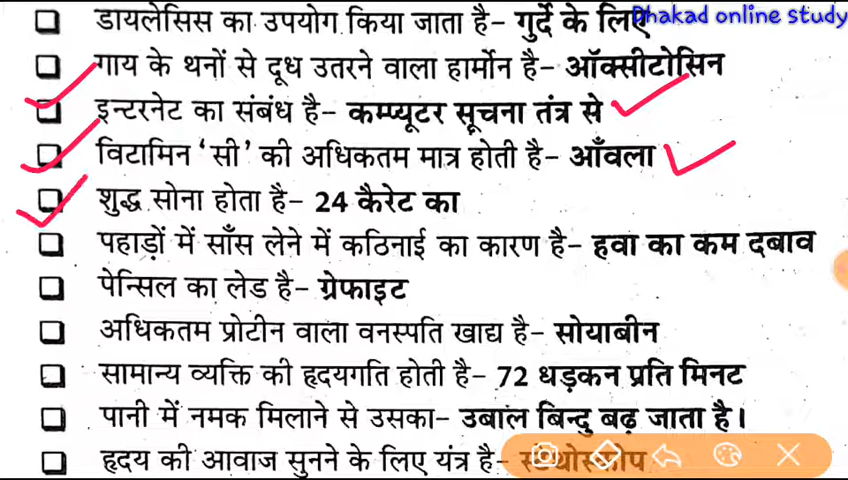 Dhakad online study
डायलेसिस का उपयोग किया जाता है- गुर्दे के लिए
गाय के थनों से दूध उतरने वाला हार्मोन है- ऑक्सीटोसिन
इन्टरनेट का संबंध है- कम्प्यूटर सूचना तंत्र से
विटामिन ‘सी’ की अधिकतम मात्र होती है- आँवला
शुद्ध सोना होता है- 24 कैरेट का
पहाड़ों में साँस लेने में कठिनाई का कारण है- हवा का कम दबाव
पेन्सिल का लेड है- ग्रेफाइट
अधिकतम प्रोटीन वाला वनस्पति खाद्य है- सोयाबीन
सामान्य व्यक्ति की हृदयगति होती है- 72 धड़कन प्रति मिनट
पानी में नमक मिलाने से उसका- उबाल बिन्दु बढ़ जाता है।
हृदय की आवाज सुनने के लिए यंत्र है- स्टेथोस्कोप